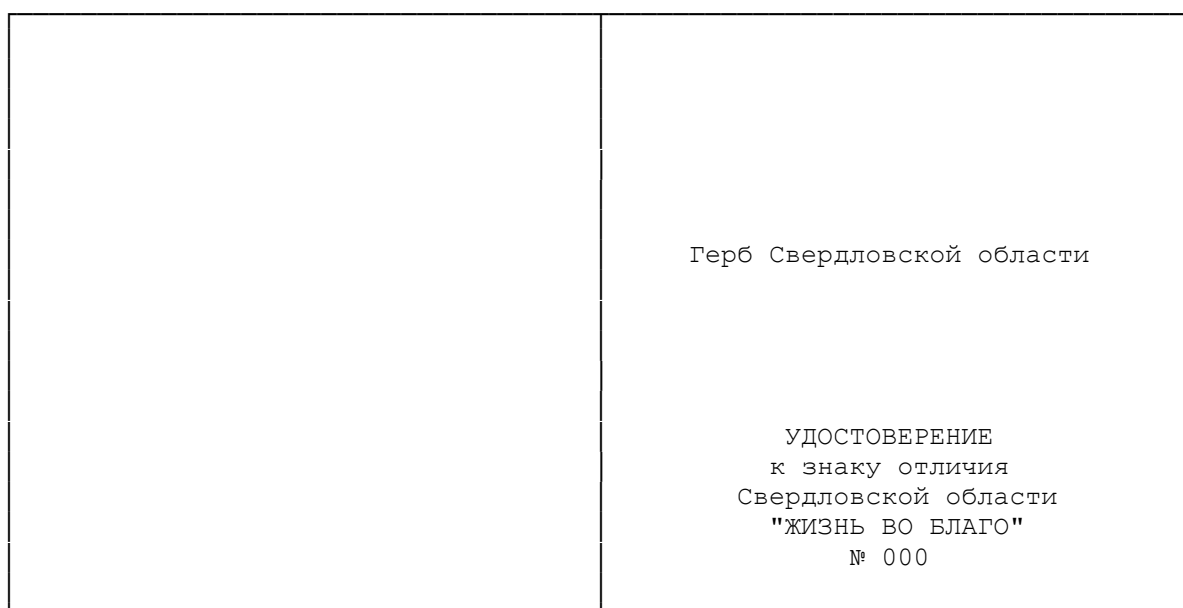 Герб Свердловской области
УДОСТОВЕРЕНИЕ
к знаку отличия
Свердловской области
"ЖИЗНЬ ВО БЛАГО"
№ 000